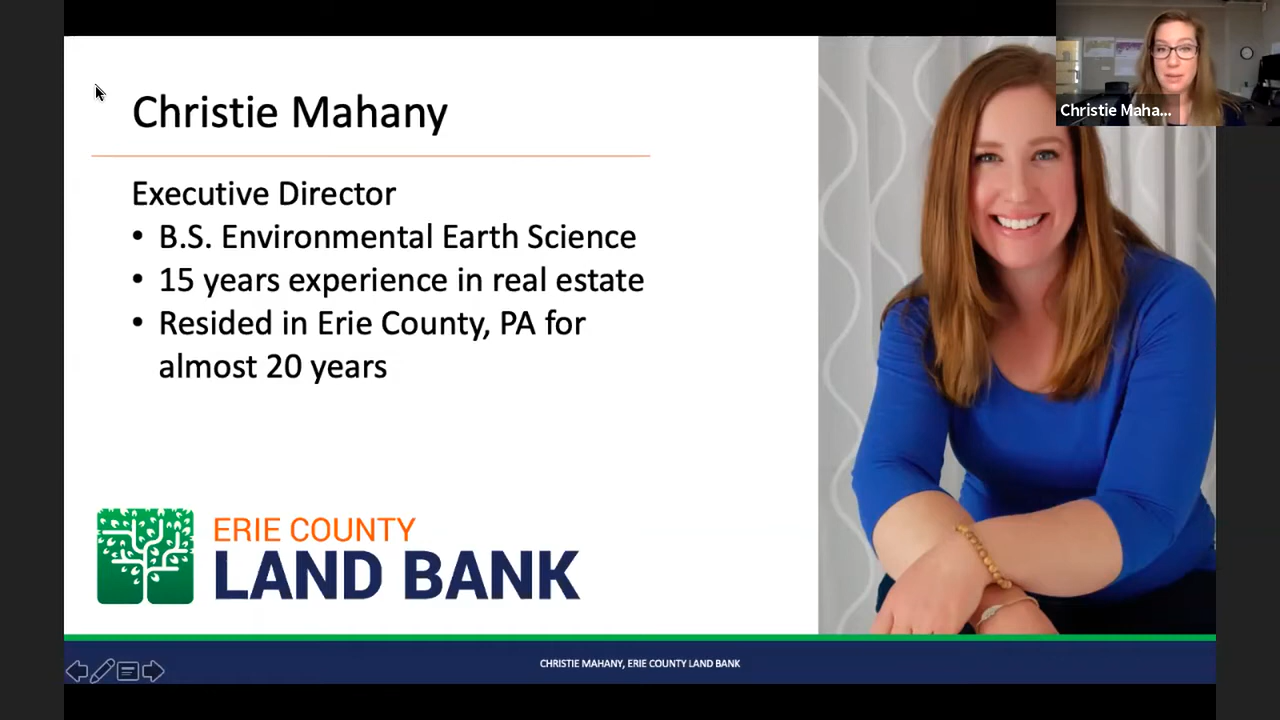 Christie Mahany
Christie Maha...
Executive Director
• B.S. Environmental Earth Science
• 15 years experience in real estate
• Resided in Erie County, PA for
almost 20 years
ERIE COUNTY
LAND BANK
CHRISTIE MAHANY, ERIE COUNTY LAND BANK